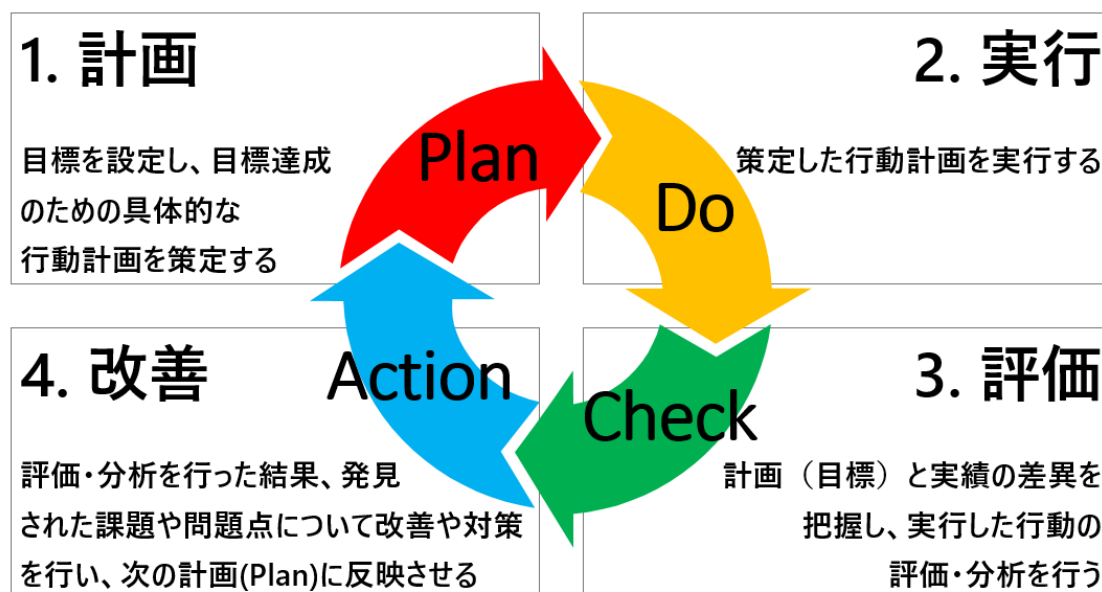 1. 計画
目標を設定し、目標達成
のための具体的な
行動計画を策定する
Plan
2. 実行
策定した行動計画を実行する
Do
3. 評価
計画（目標）と実績の差異を
把握し、実行した行動の
評価・分析を行う
Check
4. 改善
評価・分析を行った結果、発見
された課題や問題点について改善や対策
を行い、次の計画(Plan)に反映させる
Action